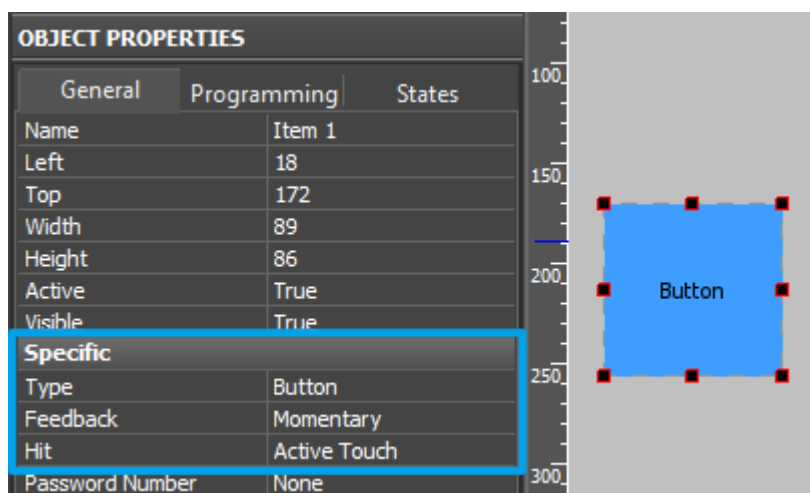 OBJECT PROPERTIES
General Programming States
Name Item 1
Left 18
Top 172
Width 89
Height 86
Active True
Visible True
Specific
Type Button
Feedback Momentary
Hit Active Touch
Password Number None
100
150
200
250
300
Button